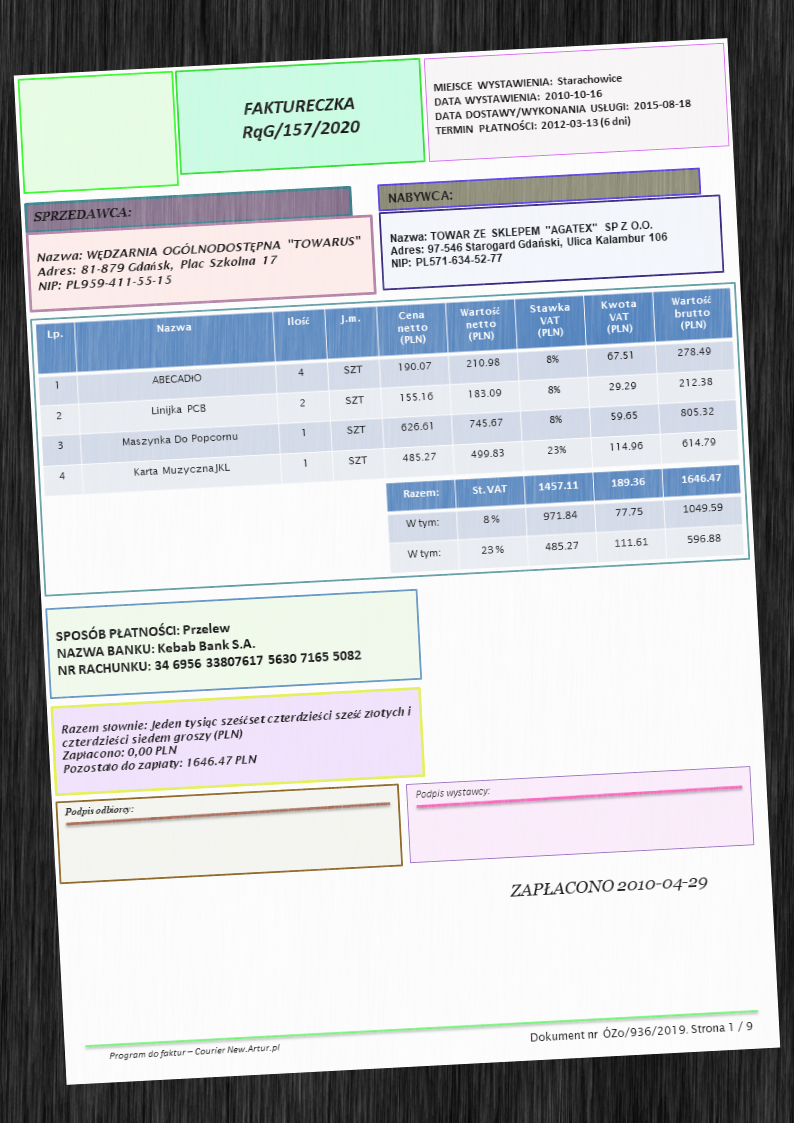 FAKTURECZKA
RąG/157/2020
MIEJSCE WYSTAWIENIA: Starachowice
DATA WYSTAWIENIA: 2010-10-16
DATA DOSTAWY/WYKONANIA USŁUGI: 2015-08-18
TERMIN PŁATNOŚCI: 2012-03-13 (6 dni)
SPRZEDAWCA:
Nazwa: WĘDZARNIA OGÓLNODOSTĘPNA "TOWARUS"
Adres: 81-879 Gdańsk, Plac Szkolna 17
NIP: PL959-411-55-15
NABYWCA:
Nazwa: TOWAR ZE SKLEPEM "AGATEX" SP Z O.O.
Adres: 97-546 Starogard Gdański, Ulica Kalambur 106
NIP: PL571-634-52-77
Lp. Nazwa Ilość J.m. Cena netto (PLN) Wartość netto (PLN) Stawka VAT (PLN) Kwota VAT (PLN) Wartość brutto (PLN)
1 ABECADłO 4 SZT 190.07 210.98 8% 67.51 278.49
2 Linijka PCB 2 SZT 155.16 183.09 8% 29.29 212.38
3 Maszynka Do Popcornu 1 SZT 626.61 745.67 8% 59.65 805.32
4 Karta MuzycznaJKL 1 SZT 485.27 499.83 23% 114.96 614.79
Razem: St.VAT 1457.11 189.36 1646.47
W tym: 8% 971.84 77.75 1049.59
W tym: 23% 485.27 111.61 596.88
SPOSÓB PŁATNOŚCI: Przelew
NAZWA BANKU: Kebab Bank S.A.
NR RACHUNKU: 34 6956 33807617 5630 7165 5082
Razem słownie: Jeden tysiąc sześćset czterdzieści sześć złotych i
czterdzieści siedem groszy (PLN)
Zapłacono: 0,00 PLN
Pozostało do zapłaty: 1646.47 PLN
Podpis odbiorcy:
Podpis wystawcy:
ZAPŁACONO 2010-04-29
Program do faktur – Courier New.Artur.pl
Dokument nr ÓZo/936/2019. Strona 1 / 9